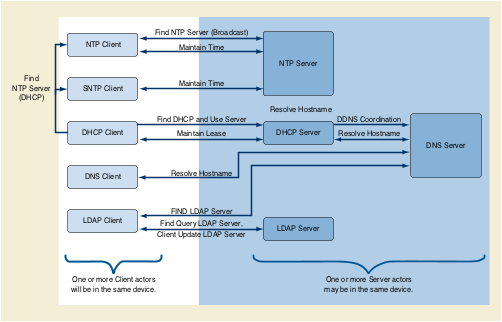 Find NTP Server (Broadcast)
NTP Client
Maintain Time
NTP Server
Find
NTP Server
(DHCP)
SNTP Client
Maintain Time
Resolve Hostname
Find DHCP and Use Server
DDNS Coordination
DHCP Client
Maintain Lease
DHCP Server
Resolve Hostname
DNS Server
DNS Client
Resolve Hostname
FIND LDAP Server
LDAP Client
Find Query LDAP Server,
Client Update LDAP Server
LDAP Server
One or more Client actors
will be in the same device.
One or more Server actors
may be in the same device.